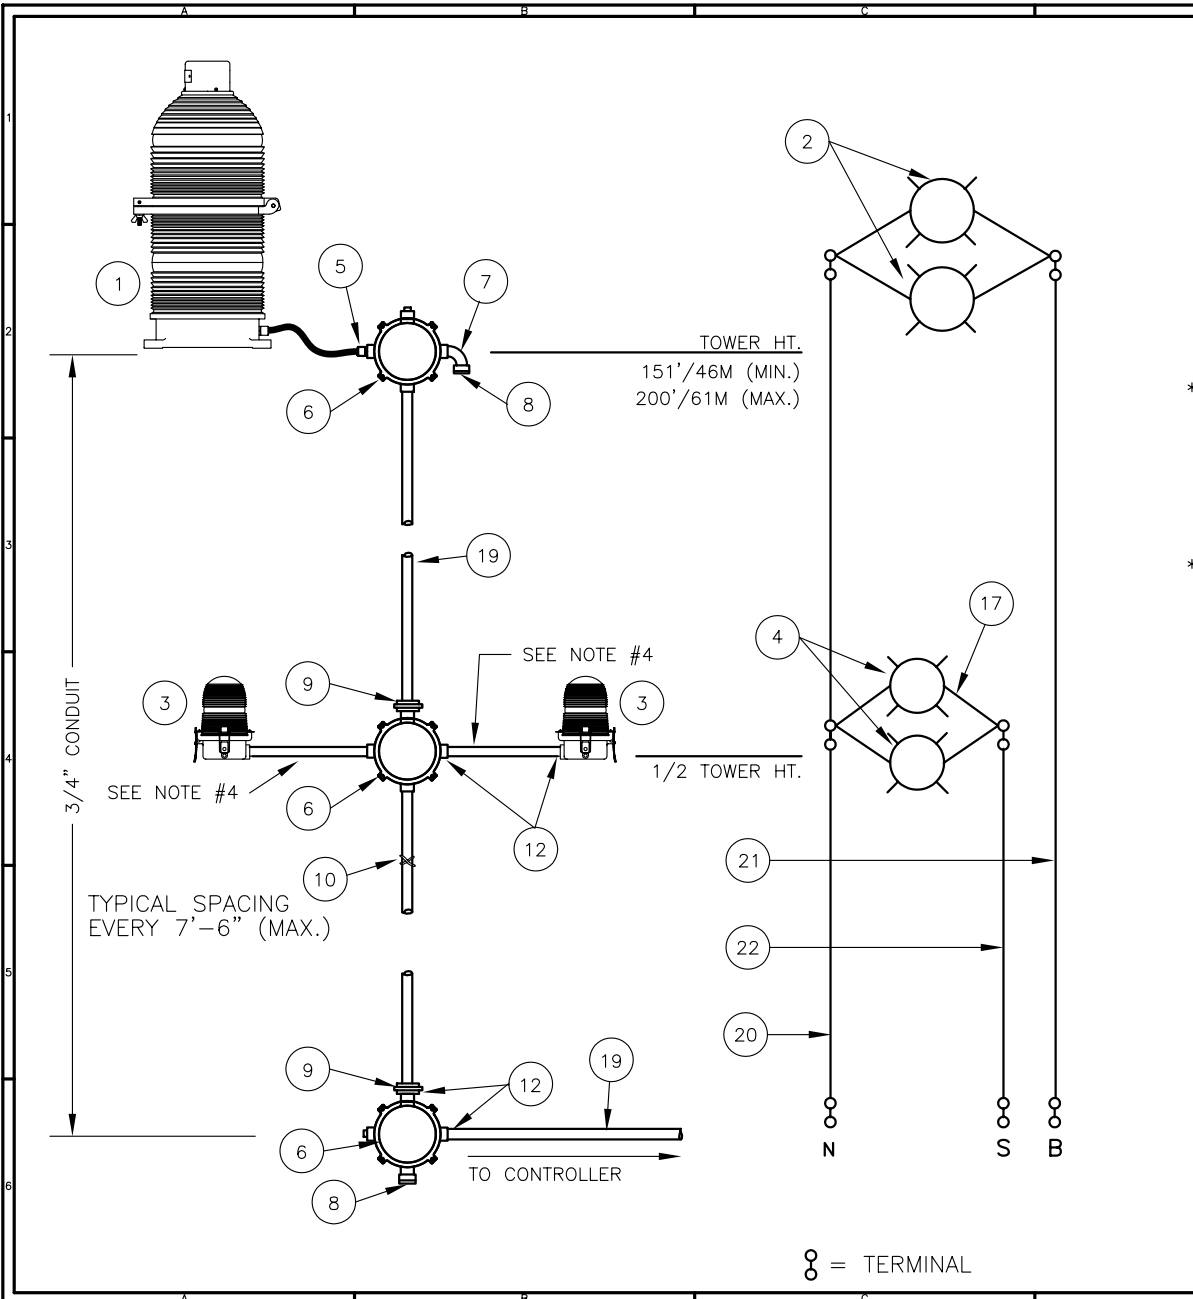 A B C
1
2
1
5
7
2
TOWER HT.
151'/46M (MIN.)
200'/61M (MAX.)
6
8
*
3
19
*
17
4
SEE NOTE #4
9
3
3
3/4" CONDUIT
4
1/2 TOWER HT.
SEE NOTE #4
6
12
21
10
TYPICAL SPACING
EVERY 7'-6" (MAX.)
22
5
20
9
12
19
6
N S B
TO CONTROLLER
6
8
= TERMINAL
A B C